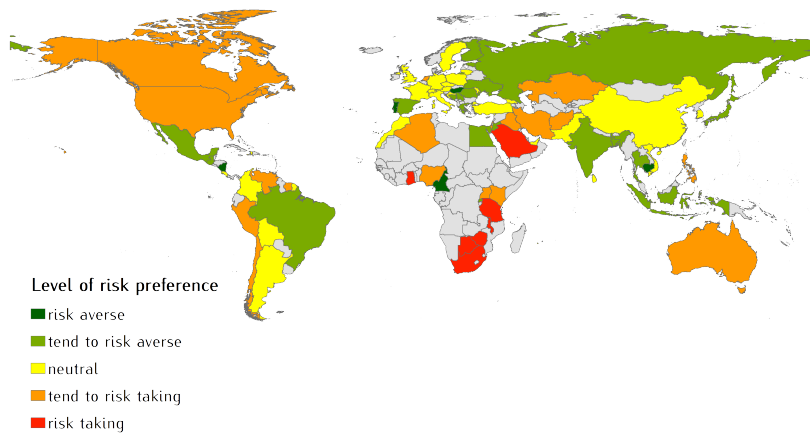 Level of risk preference
risk averse
tend to risk averse
neutral
tend to risk taking
risk taking